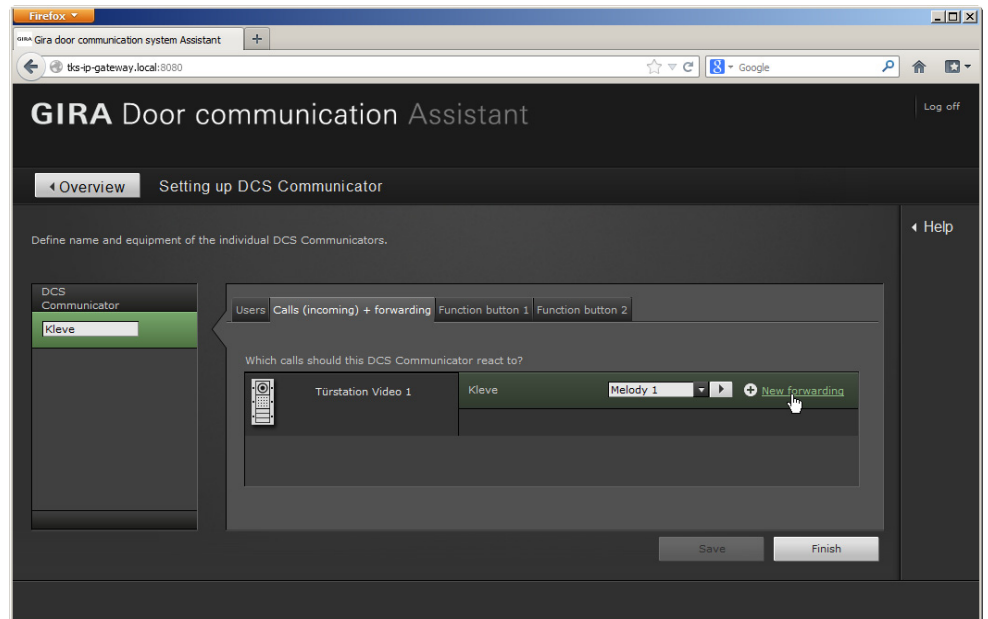 Firefox
GIRA Gira door communication system Assistant
tks-ip-gateway.local:8080
Google
GIRA Door communication Assistant
Log off
Overview
Setting up DCS Communicator
Help
Define name and equipment of the individual DCS Communicators.
DCS
Communicator
Kleve
Users Calls (incoming) + forwarding Function button 1 Function button 2
Which calls should this DCS Communicator react to?
Türstation Video 1
Kleve
Melody 1
New forwarding
Save
Finish